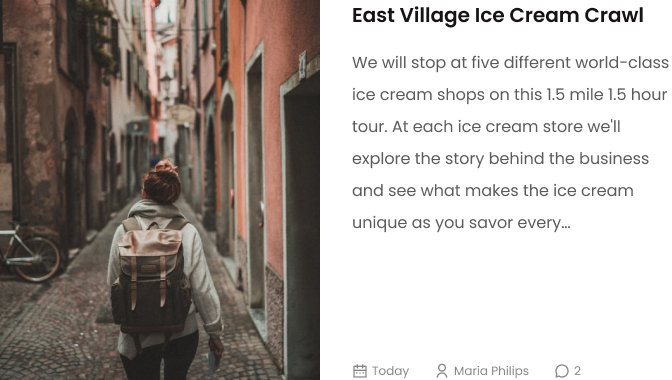 East Village Ice Cream Crawl
We will stop at five different world-class
ice cream shops on this 1.5 mile 1.5 hour
tour. At each ice cream store we'll
explore the story behind the business
and see what makes the ice cream
unique as you savor every...
Today Maria Philips 2